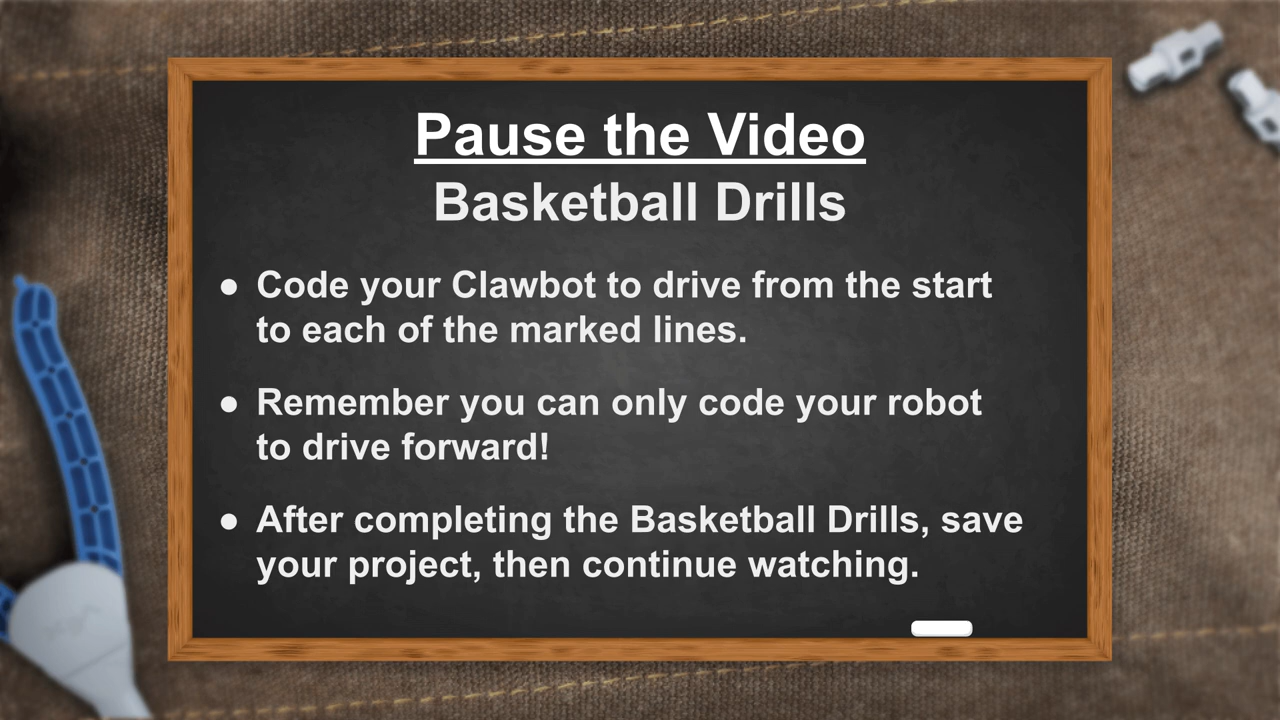 Pause the Video
Basketball Drills
● Code your Clawbot to drive from the start
to each of the marked lines.
● Remember you can only code your robot
to drive forward!
● After completing the Basketball Drills, save
your project, then continue watching.